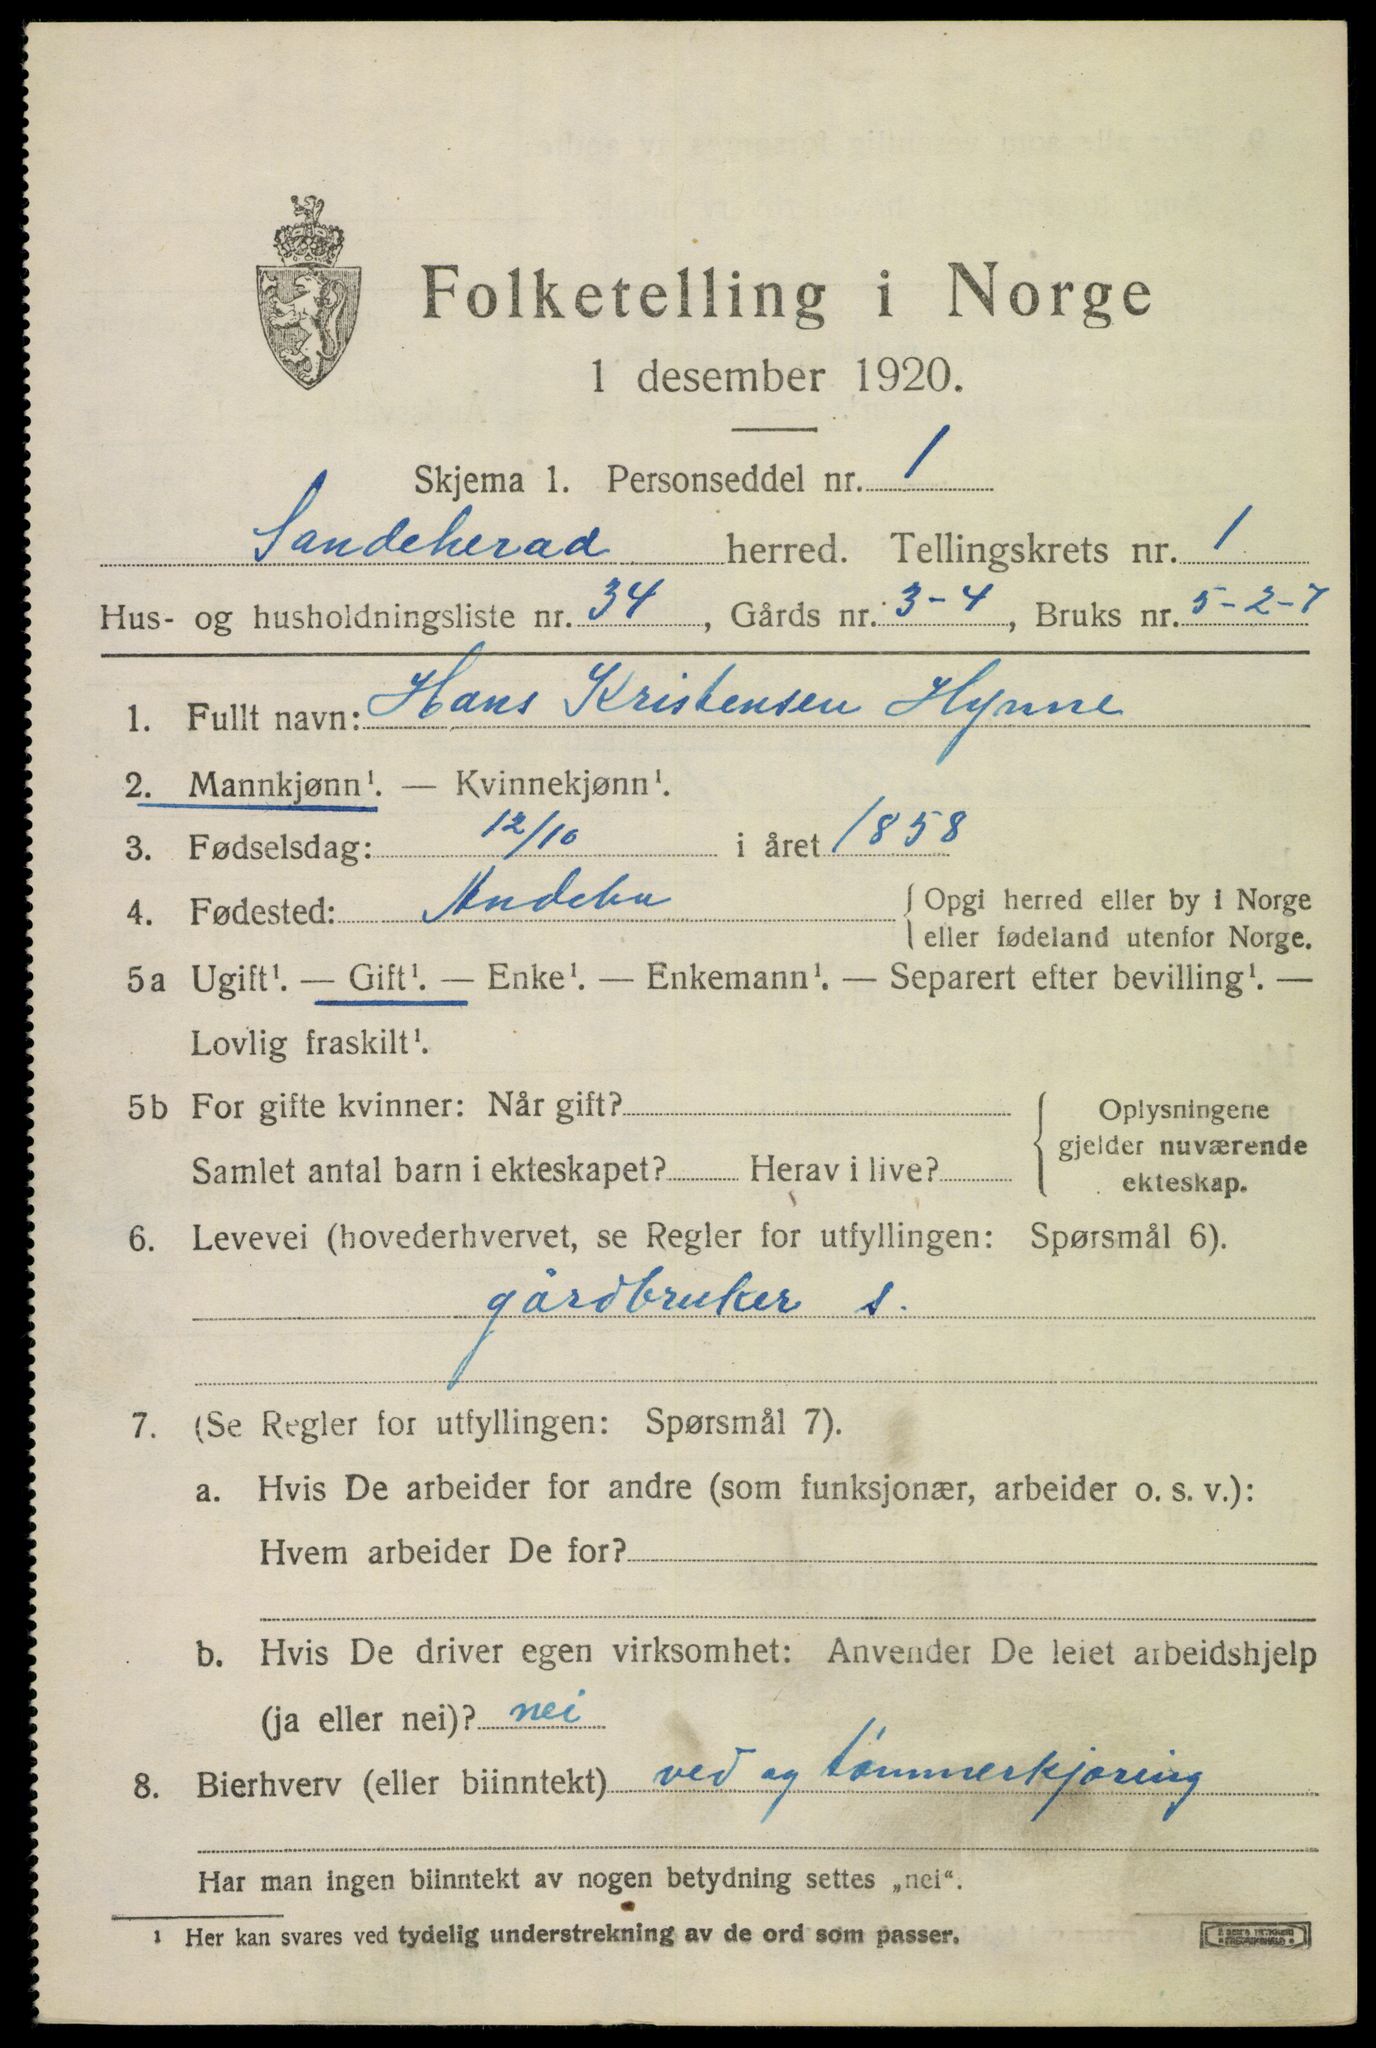 Folketelling i Norge
1 desember 1920.
Skjema 1. Personseddel nr. 1
Sandeherad herred. Tellingskrets nr. 1
Hus- og husholdningsliste nr. 34, Gårds nr. 3-4, Bruks nr. 5-2-7
1. Fullt navn: Hans Kristensen Hynne
2. Mannkjønn¹. — Kvinnekjønn¹.
3. Fødselsdag: 12/10 i året 1858
4. Fødested: Andebu { Opgi herred eller by i Norge
eller fødeland utenfor Norge.
5a Ugift¹. — Gift¹. — Enke¹. — Enkemann¹. — Separert efter bevilling¹. —
Lovlig fraskilt¹.
5b For gifte kvinner: Når gift? { Oplysningene
gjelder nuværende
Samlet antal barn i ekteskapet? Herav i live?
ekteskap.
6. Levevei (hovederhvervet, se Regler for utfyllingen: Spørsmål 6).
gårdbruker s.
7. (Se Regler for utfyllingen: Spørsmål 7).
a. Hvis De arbeider for andre (som funksjonær, arbeider o. s. v.):
Hvem arbeider De for?
b. Hvis De driver egen virksomhet: Anvender De leiet arbeidshjelp
(ja eller nei)? nei
8. Bierhverv (eller biinntekt) ved og tømmerkjøring
Har man ingen biinntekt av nogen betydning settes „nei“.
¹ Her kan svares ved tydelig understrekning av de ord som passer.